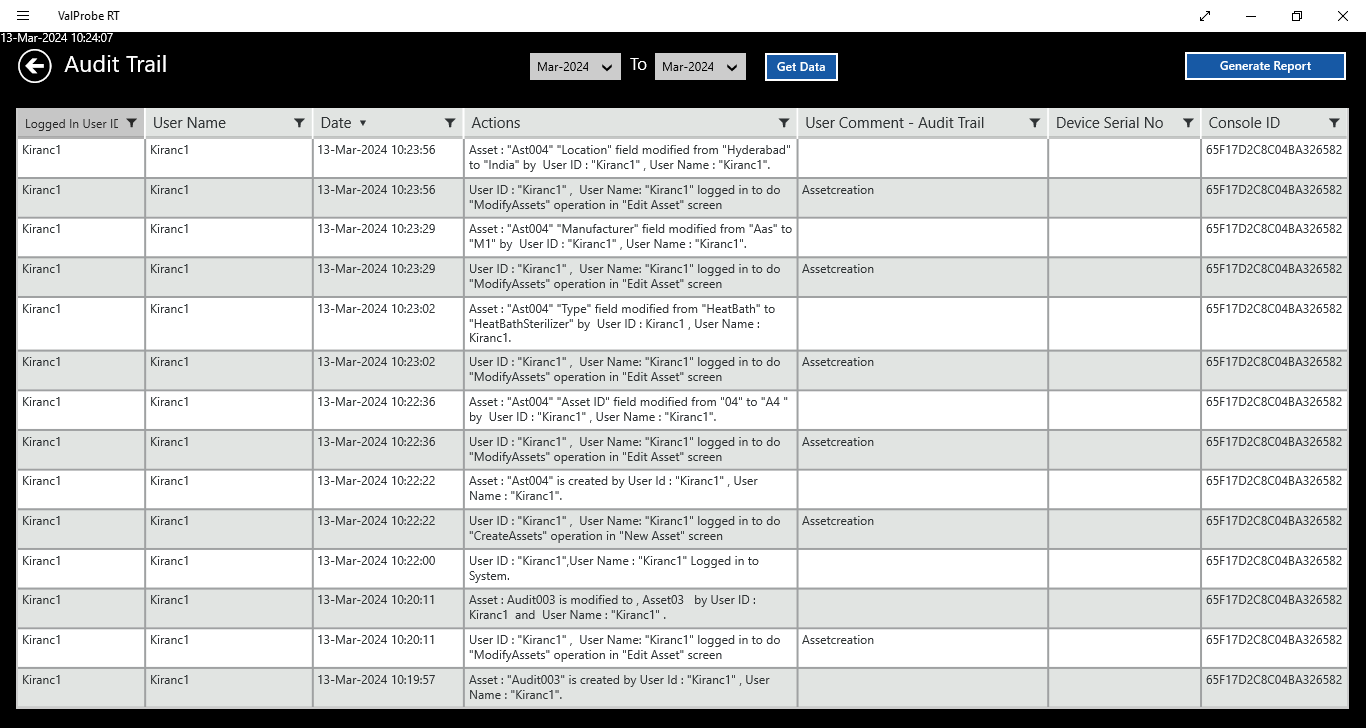 ValProbe RT
13-Mar-2024 10:24:07
Audit Trail
Mar-2024 To Mar-2024 Get Data Generate Report
Logged In User ID User Name Date Actions User Comment - Audit Trail Device Serial No Console ID
Kiranc1 Kiranc1 13-Mar-2024 10:23:56 Asset : "Ast004" "Location" field modified from "Hyderabad" 65F17D2C8C04BA326582
to "India" by User ID : "Kiranc1" , User Name : "Kiranc1".
Kiranc1 Kiranc1 13-Mar-2024 10:23:56 User ID : "Kiranc1" , User Name: "Kiranc1" logged in to do Assetcreation 65F17D2C8C04BA326582
"ModifyAssets" operation in "Edit Asset" screen
Kiranc1 Kiranc1 13-Mar-2024 10:23:29 Asset : "Ast004" "Manufacturer" field modified from "Aas" to 65F17D2C8C04BA326582
"M1" by User ID : "Kiranc1" , User Name : "Kiranc1".
Kiranc1 Kiranc1 13-Mar-2024 10:23:29 User ID : "Kiranc1" , User Name: "Kiranc1" logged in to do Assetcreation 65F17D2C8C04BA326582
"ModifyAssets" operation in "Edit Asset" screen
Kiranc1 Kiranc1 13-Mar-2024 10:23:02 Asset : "Ast004" "Type" field modified from "HeatBath" to 65F17D2C8C04BA326582
"HeatBathSterilizer" by User ID : Kiranc1 , User Name :
Kiranc1.
Kiranc1 Kiranc1 13-Mar-2024 10:23:02 User ID : "Kiranc1" , User Name: "Kiranc1" logged in to do Assetcreation 65F17D2C8C04BA326582
"ModifyAssets" operation in "Edit Asset" screen
Kiranc1 Kiranc1 13-Mar-2024 10:22:36 Asset : "Ast004" "Asset ID" field modified from "04" to "A4 " 65F17D2C8C04BA326582
by User ID : "Kiranc1" , User Name : "Kiranc1".
Kiranc1 Kiranc1 13-Mar-2024 10:22:36 User ID : "Kiranc1" , User Name: "Kiranc1" logged in to do Assetcreation 65F17D2C8C04BA326582
"ModifyAssets" operation in "Edit Asset" screen
Kiranc1 Kiranc1 13-Mar-2024 10:22:22 Asset : "Ast004" is created by User Id : "Kiranc1" , User 65F17D2C8C04BA326582
Name : "Kiranc1".
Kiranc1 Kiranc1 13-Mar-2024 10:22:22 User ID : "Kiranc1" , User Name: "Kiranc1" logged in to do Assetcreation 65F17D2C8C04BA326582
"CreateAssets" operation in "New Asset" screen
Kiranc1 Kiranc1 13-Mar-2024 10:22:00 User ID : "Kiranc1",User Name : "Kiranc1" Logged in to 65F17D2C8C04BA326582
System.
Kiranc1 Kiranc1 13-Mar-2024 10:20:11 Asset : Audit003 is modified to , Asset03 by User ID : 65F17D2C8C04BA326582
Kiranc1 and User Name : "Kiranc1" .
Kiranc1 Kiranc1 13-Mar-2024 10:20:11 User ID : "Kiranc1" , User Name: "Kiranc1" logged in to do Assetcreation 65F17D2C8C04BA326582
"ModifyAssets" operation in "Edit Asset" screen
Kiranc1 Kiranc1 13-Mar-2024 10:19:57 Asset : "Audit003" is created by User Id : "Kiranc1" , User 65F17D2C8C04BA326582
Name : "Kiranc1".